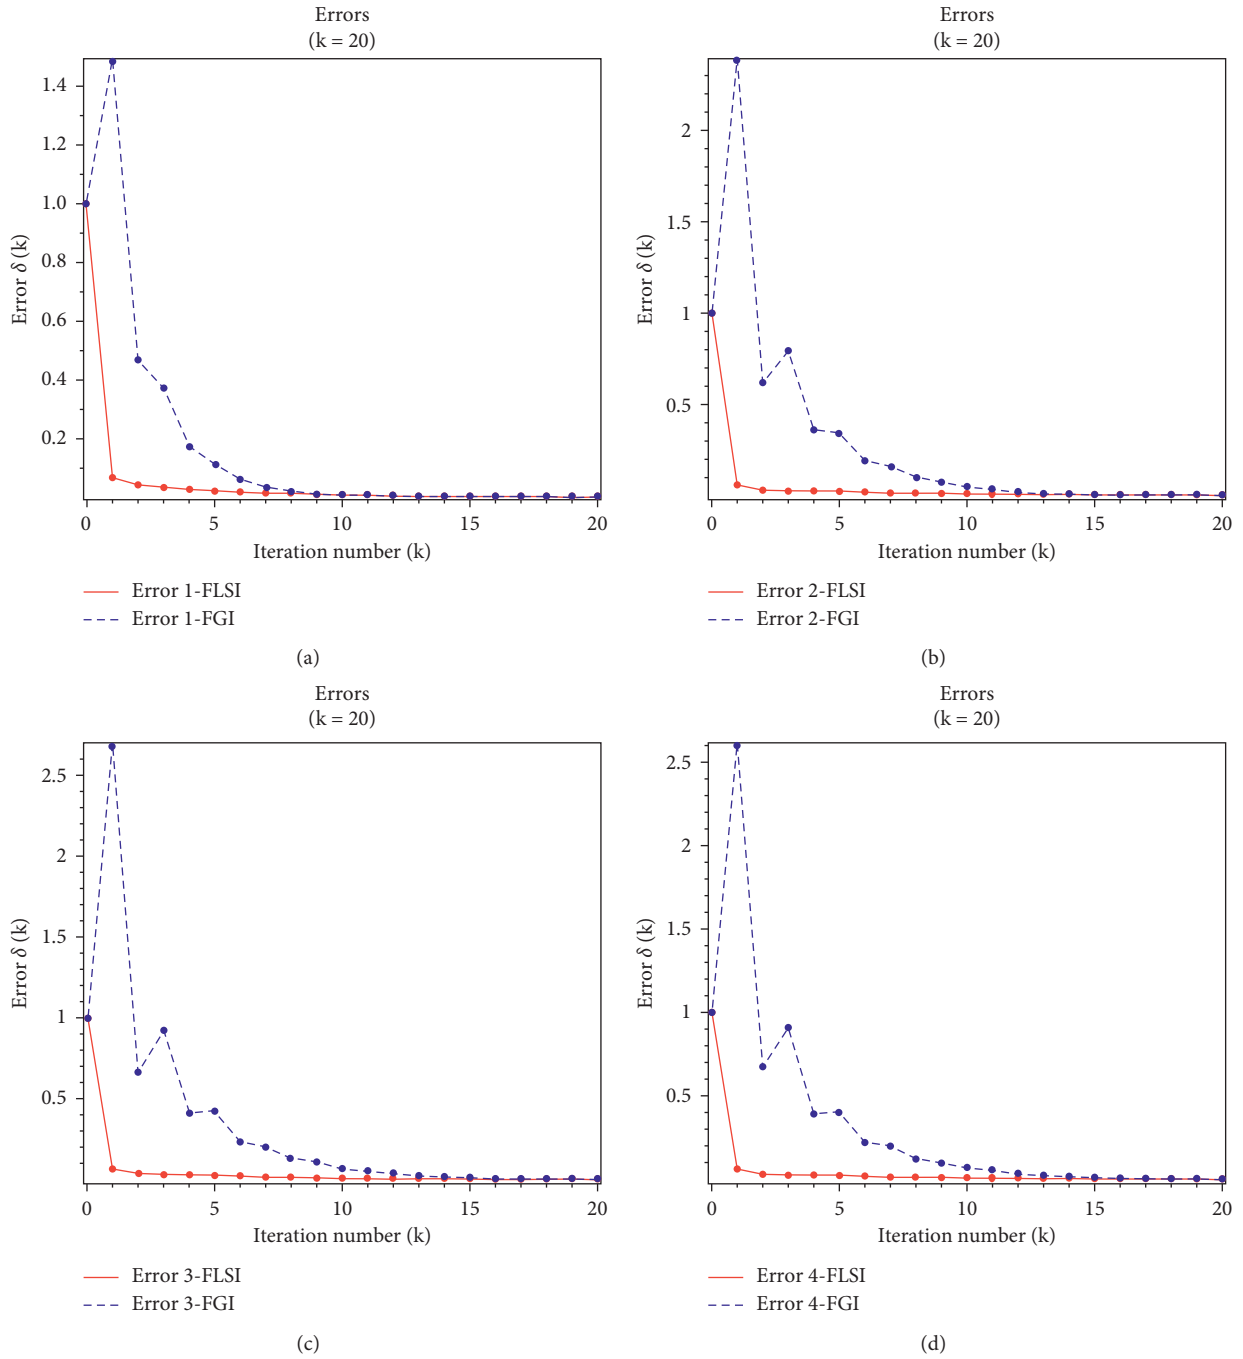 Errors
(k = 20)
1.4
1.2
1.0
0.8
0.6
0.4
0.2
Error δ (k)
0 5 10 15 20
Iteration number (k)
Error 1-FLSI
Error 1-FGI
(a)
Errors
(k = 20)
2
1.5
1
0.5
Error δ (k)
0 5 10 15 20
Iteration number (k)
Error 2-FLSI
Error 2-FGI
(b)
Errors
(k = 20)
2.5
2
1.5
1
0.5
Error δ (k)
0 5 10 15 20
Iteration number (k)
Error 3-FLSI
Error 3-FGI
(c)
Errors
(k = 20)
2.5
2
1.5
1
0.5
Error δ (k)
0 5 10 15 20
Iteration number (k)
Error 4-FLSI
Error 4-FGI
(d)